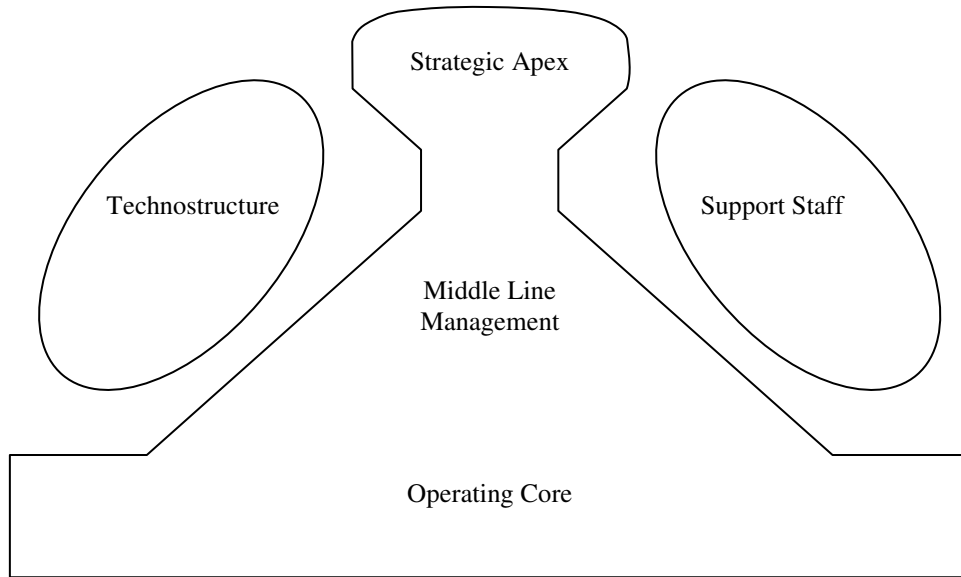 Strategic Apex
Technostructure
Support Staff
Middle Line
Management
Operating Core